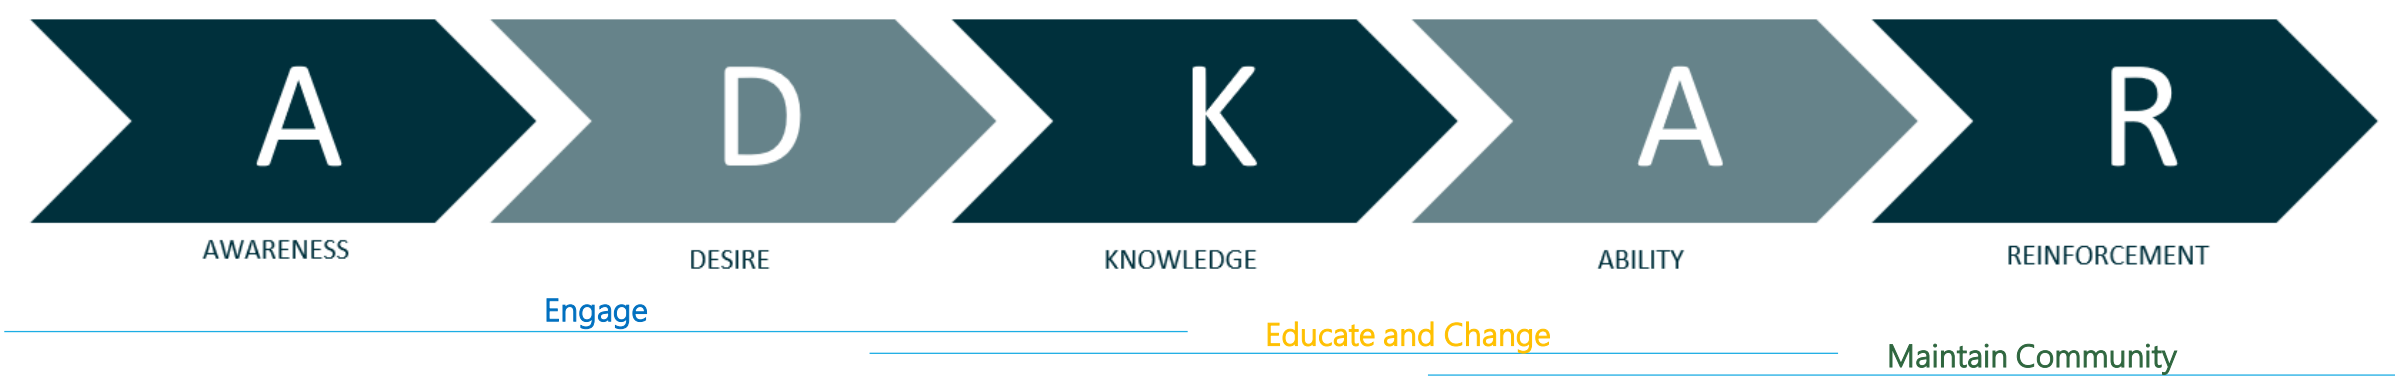 A D K A R
AWARENESS DESIRE KNOWLEDGE ABILITY REINFORCEMENT
Engage
Educate and Change
Maintain Community